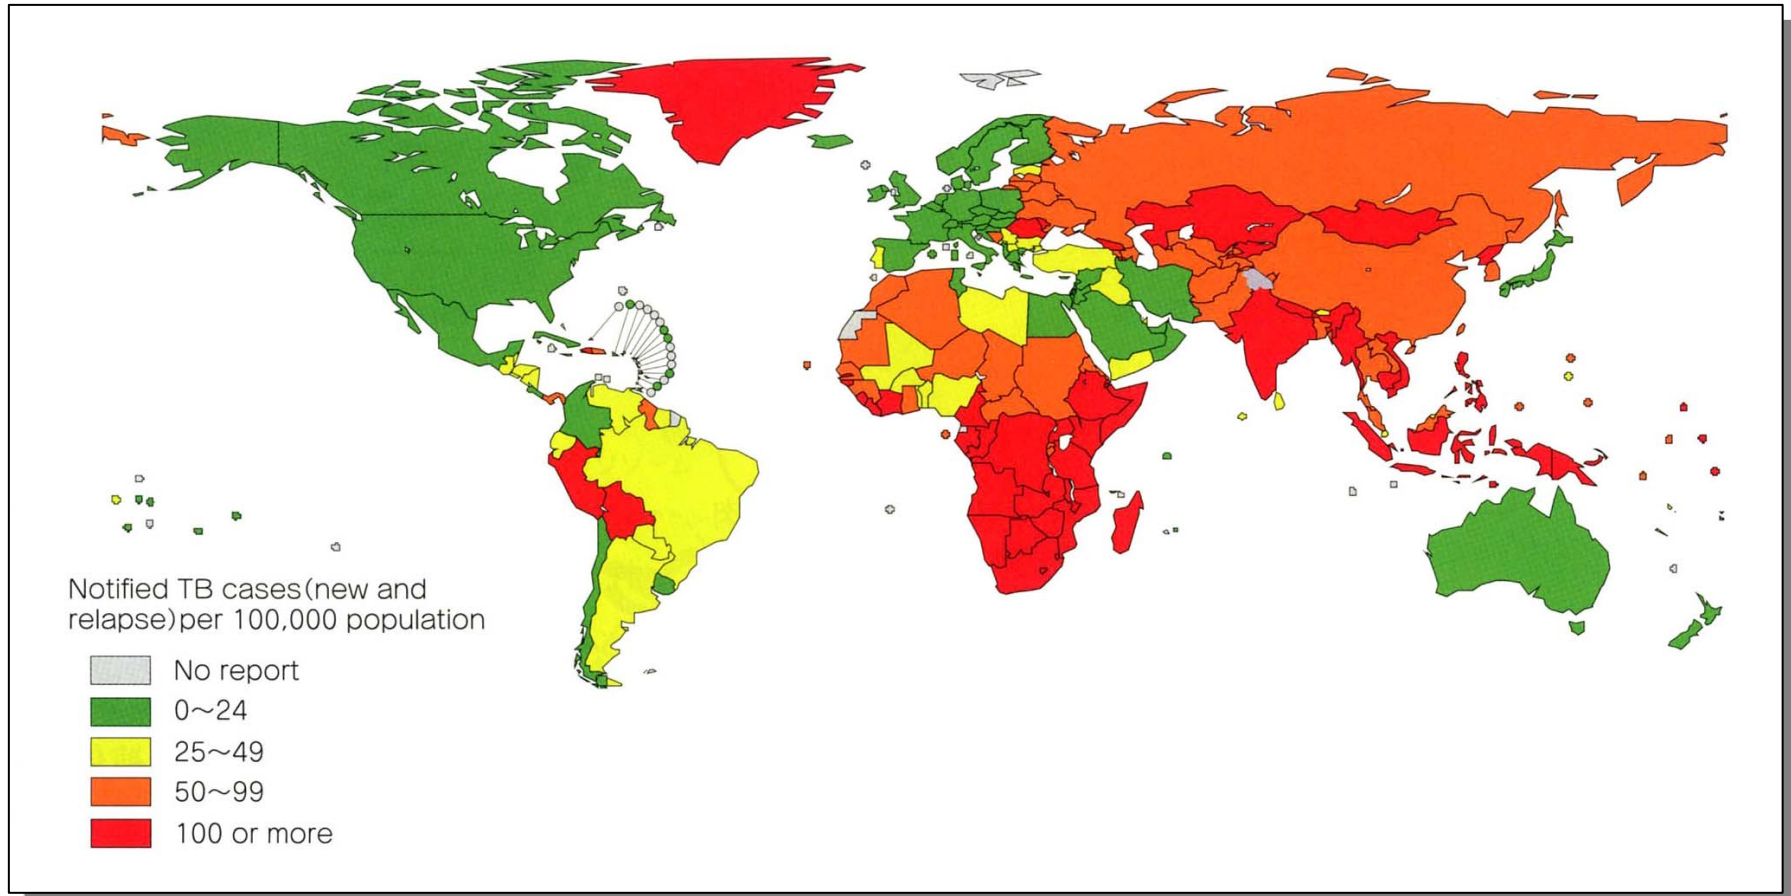 Notified TB cases(new and
relapse)per 100,000 population
No report
0～24
25～49
50～99
100 or more